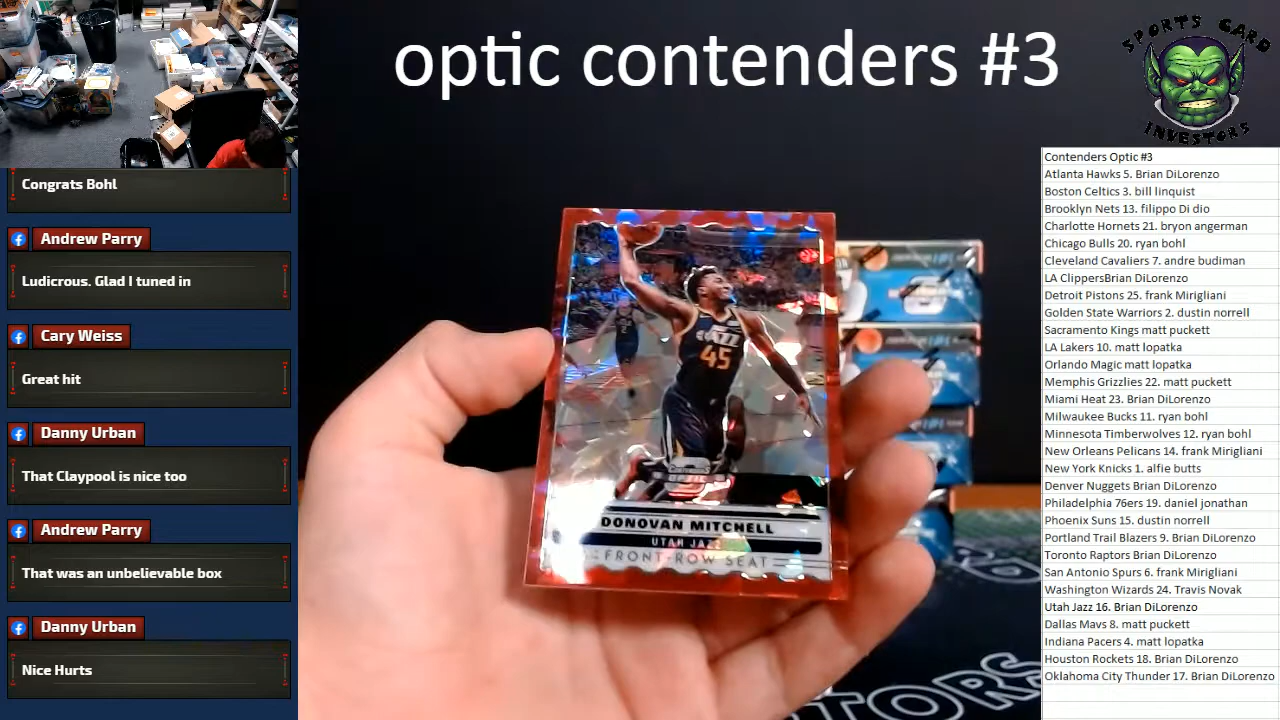 optic contenders #3
SPORTS CARD
INVESTORS
Congrats Bohl
Andrew Parry
Ludicrous. Glad I tuned in
Cary Weiss
Great hit
Danny Urban
That Claypool is nice too
Andrew Parry
That was an unbelievable box
Danny Urban
Nice Hurts
JAZZ
45
CONTENDERS
DONOVAN MITCHELL
UTAH JAZZ
FRONT-ROW SEAT
Contenders Optic #3
Atlanta Hawks 5. Brian DiLorenzo
Boston Celtics 3. bill linquist
Brooklyn Nets 13. filippo Di dio
Charlotte Hornets 21. bryon angerman
Chicago Bulls 20. ryan bohl
Cleveland Cavaliers 7. andre budiman
LA ClippersBrian DiLorenzo
Detroit Pistons 25. frank Mirigliani
Golden State Warriors 2. dustin norrell
Sacramento Kings matt puckett
LA Lakers 10. matt lopatka
Orlando Magic matt lopatka
Memphis Grizzlies 22. matt puckett
Miami Heat 23. Brian DiLorenzo
Milwaukee Bucks 11. ryan bohl
Minnesota Timberwolves 12. ryan bohl
New Orleans Pelicans 14. frank Mirigliani
New York Knicks 1. alfie butts
Denver Nuggets Brian DiLorenzo
Philadelphia 76ers 19. daniel jonathan
Phoenix Suns 15. dustin norrell
Portland Trail Blazers 9. Brian DiLorenzo
Toronto Raptors Brian DiLorenzo
San Antonio Spurs 6. frank Mirigliani
Washington Wizards 24. Travis Novak
Utah Jazz 16. Brian DiLorenzo
Dallas Mavs 8. matt puckett
Indiana Pacers 4. matt lopatka
Houston Rockets 18. Brian DiLorenzo
Oklahoma City Thunder 17. Brian DiLorenzo